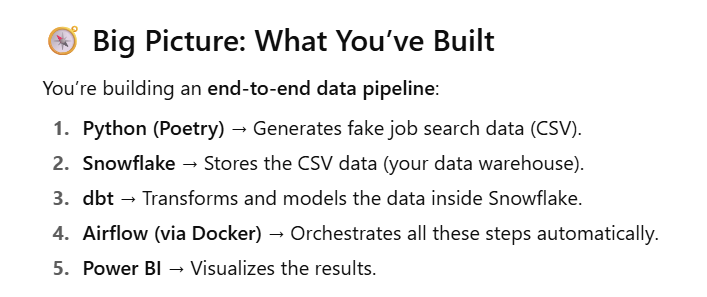 Big Picture: What You’ve Built
You’re building an end-to-end data pipeline:
1. Python (Poetry) → Generates fake job search data (CSV).
2. Snowflake → Stores the CSV data (your data warehouse).
3. dbt → Transforms and models the data inside Snowflake.
4. Airflow (via Docker) → Orchestrates all these steps automatically.
5. Power BI → Visualizes the results.